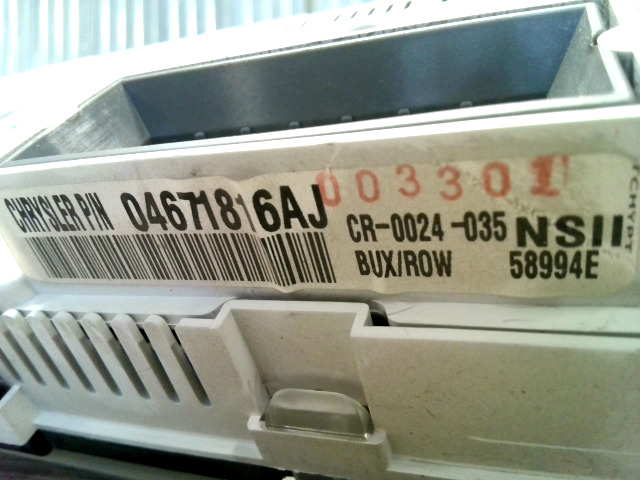 003301
CHRYSLER P/N 04671816AJ
CR-0024-035 NSII
BUX/ROW 58994E